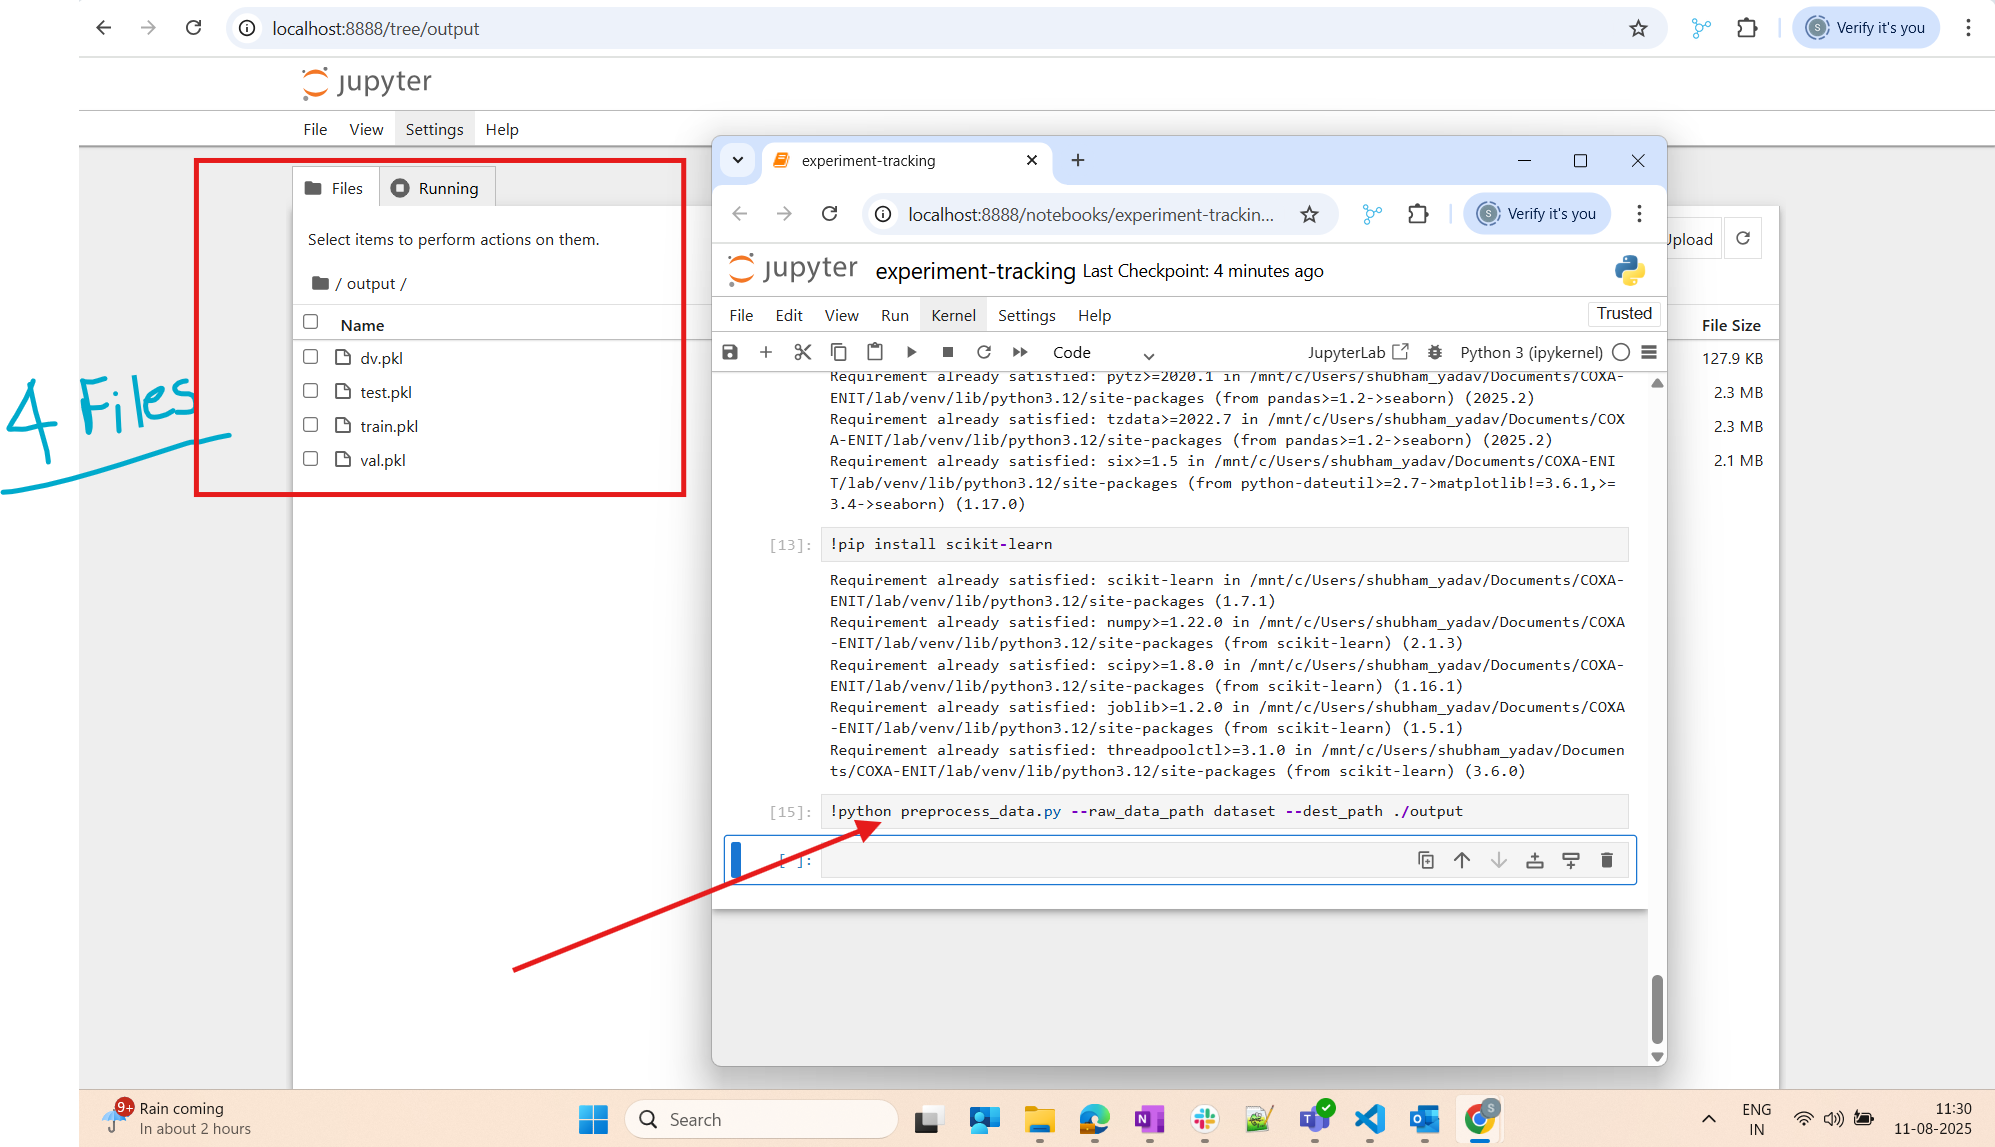 localhost:8888/tree/output
Verify it's you
jupyter
File View Settings Help
Files Running
Select items to perform actions on them.
/ output /
Name
dv.pkl
test.pkl
train.pkl
val.pkl
4 Files
Upload
File Size
127.9 KB
2.3 MB
2.3 MB
2.1 MB
experiment-tracking
localhost:8888/notebooks/experiment-trackin...
Verify it's you
jupyter experiment-tracking Last Checkpoint: 4 minutes ago
File Edit View Run Kernel Settings Help
Trusted
Code
JupyterLab
Python 3 (ipykernel)
Requirement already satisfied: pytz>=2020.1 in /mnt/c/Users/shubham_yadav/Documents/COXA-
ENIT/lab/venv/lib/python3.12/site-packages (from pandas>=1.2->seaborn) (2025.2)
Requirement already satisfied: tzdata>=2022.7 in /mnt/c/Users/shubham_yadav/Documents/COX
A-ENIT/lab/venv/lib/python3.12/site-packages (from pandas>=1.2->seaborn) (2025.2)
Requirement already satisfied: six>=1.5 in /mnt/c/Users/shubham_yadav/Documents/COXA-ENI
T/lab/venv/lib/python3.12/site-packages (from python-dateutil>=2.7->matplotlib!=3.6.1,>=
3.4->seaborn) (1.17.0)
[13]: !pip install scikit-learn
Requirement already satisfied: scikit-learn in /mnt/c/Users/shubham_yadav/Documents/COXA-
ENIT/lab/venv/lib/python3.12/site-packages (1.7.1)
Requirement already satisfied: numpy>=1.22.0 in /mnt/c/Users/shubham_yadav/Documents/COXA
-ENIT/lab/venv/lib/python3.12/site-packages (from scikit-learn) (2.1.3)
Requirement already satisfied: scipy>=1.8.0 in /mnt/c/Users/shubham_yadav/Documents/COXA-
ENIT/lab/venv/lib/python3.12/site-packages (from scikit-learn) (1.16.1)
Requirement already satisfied: joblib>=1.2.0 in /mnt/c/Users/shubham_yadav/Documents/COXA
-ENIT/lab/venv/lib/python3.12/site-packages (from scikit-learn) (1.5.1)
Requirement already satisfied: threadpoolctl>=3.1.0 in /mnt/c/Users/shubham_yadav/Documen
ts/COXA-ENIT/lab/venv/lib/python3.12/site-packages (from scikit-learn) (3.6.0)
[15]: !python preprocess_data.py --raw_data_path dataset --dest_path ./output
[ ]:
9+
Rain coming
In about 2 hours
Search
ENG
IN
11:30
11-08-2025